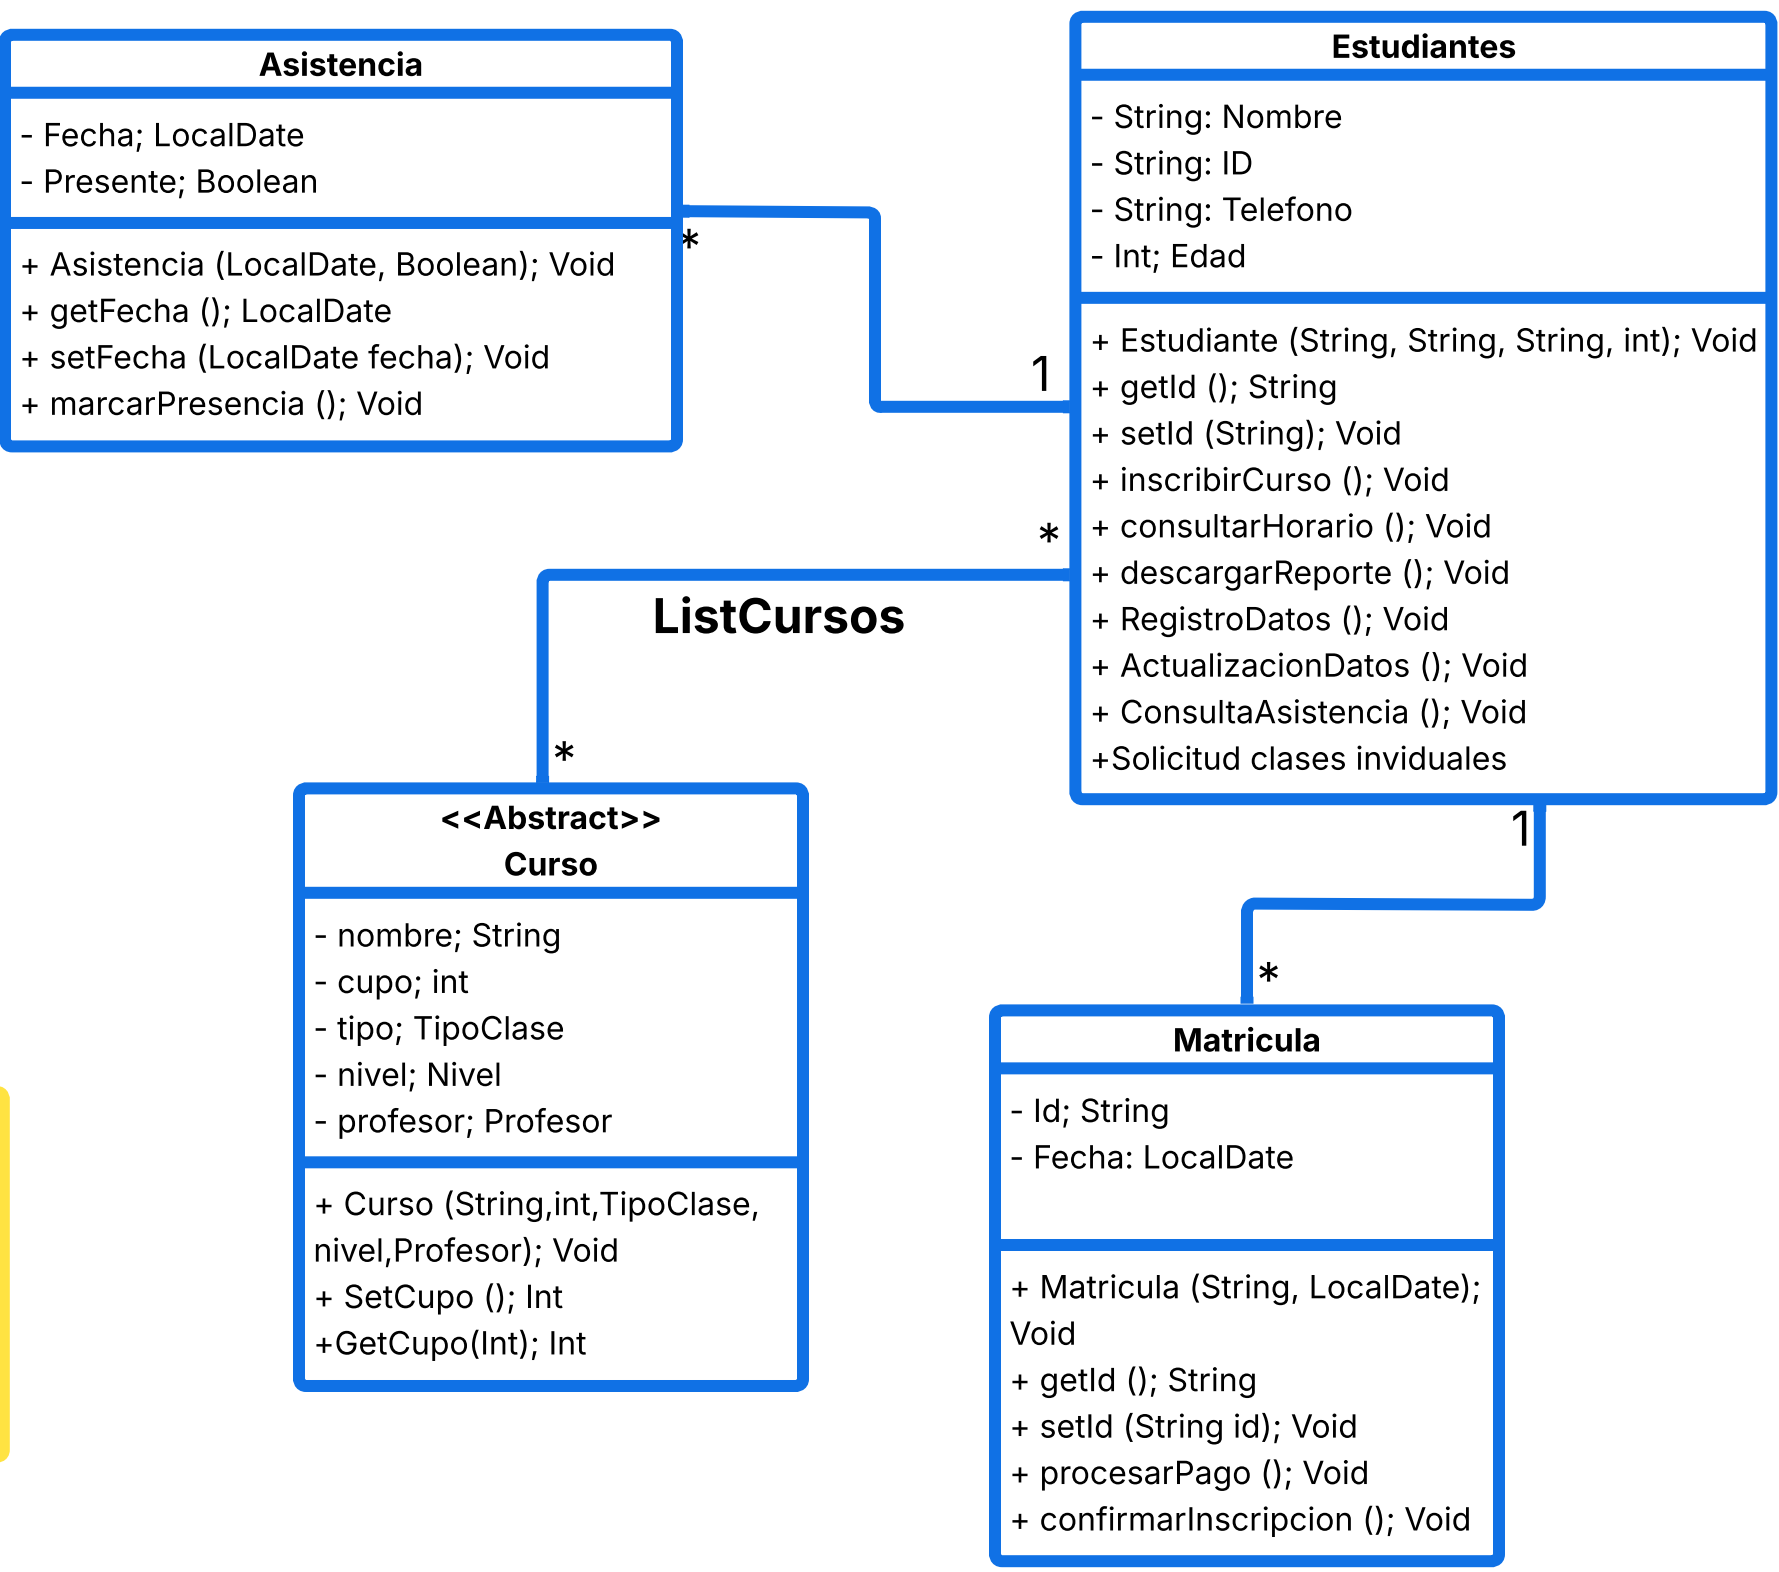 Asistencia
- Fecha; LocalDate
- Presente; Boolean
+ Asistencia (LocalDate, Boolean); Void
+ getFecha (); LocalDate
+ setFecha (LocalDate fecha); Void
+ marcarPresencia (); Void
*
Estudiantes
- String: Nombre
- String: ID
- String: Telefono
- Int; Edad
+ Estudiante (String, String, String, int); Void
+ getId (); String
+ setId (String); Void
+ inscribirCurso (); Void
+ consultarHorario (); Void
+ descargarReporte (); Void
+ RegistroDatos (); Void
+ ActualizacionDatos (); Void
+ ConsultaAsistencia (); Void
+Solicitud clases inviduales
1
*
ListCursos
*
<<Abstract>>
Curso
- nombre; String
- cupo; int
- tipo; TipoClase
- nivel; Nivel
- profesor; Profesor
+ Curso (String,int,TipoClase,
nivel,Profesor); Void
+ SetCupo (); Int
+GetCupo(Int); Int
1
*
Matricula
- Id; String
- Fecha: LocalDate
+ Matricula (String, LocalDate);
Void
+ getId (); String
+ setId (String id); Void
+ procesarPago (); Void
+ confirmarInscripcion (); Void